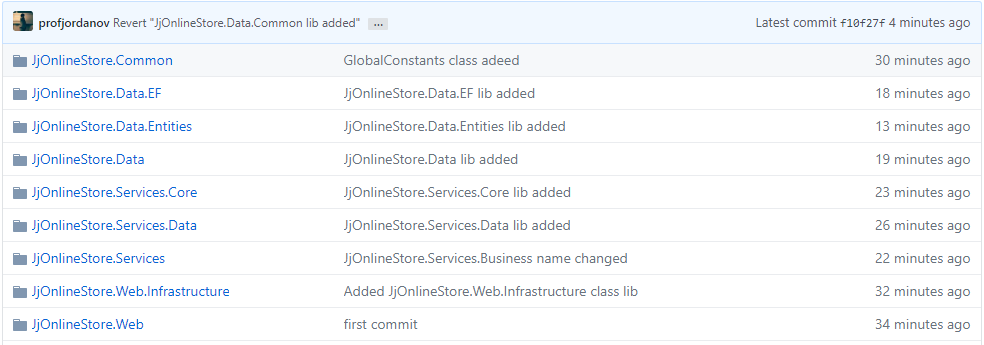 profjordanov Revert "JjOnlineStore.Data.Common lib added" ... Latest commit f10f27f 4 minutes ago
JjOnlineStore.Common GlobalConstants class adeed 30 minutes ago
JjOnlineStore.Data.EF JjOnlineStore.Data.EF lib added 18 minutes ago
JjOnlineStore.Data.Entities JjOnlineStore.Data.Entities lib added 13 minutes ago
JjOnlineStore.Data JjOnlineStore.Data lib added 19 minutes ago
JjOnlineStore.Services.Core JjOnlineStore.Services.Core lib added 23 minutes ago
JjOnlineStore.Services.Data JjOnlineStore.Services.Data lib added 26 minutes ago
JjOnlineStore.Services JjOnlineStore.Services.Business name changed 22 minutes ago
JjOnlineStore.Web.Infrastructure Added JjOnlineStore.Web.Infrastructure class lib 32 minutes ago
JjOnlineStore.Web first commit 34 minutes ago